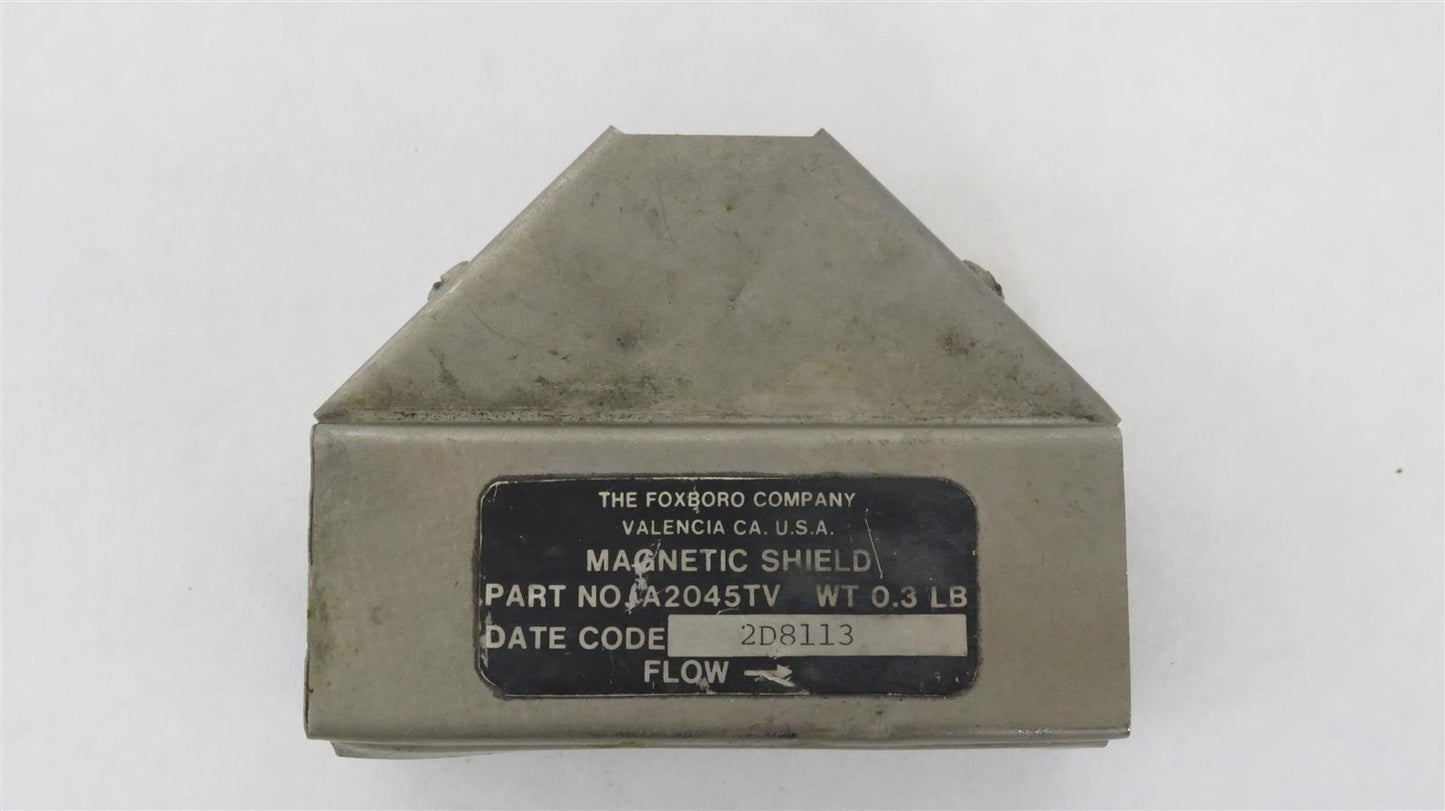 THE FOXBORO COMPANY
VALENCIA CA. U.S.A.
MAGNETIC SHIELD
PART NO. A2045TV WT 0.3 LB
DATE CODE 2D8113
FLOW →